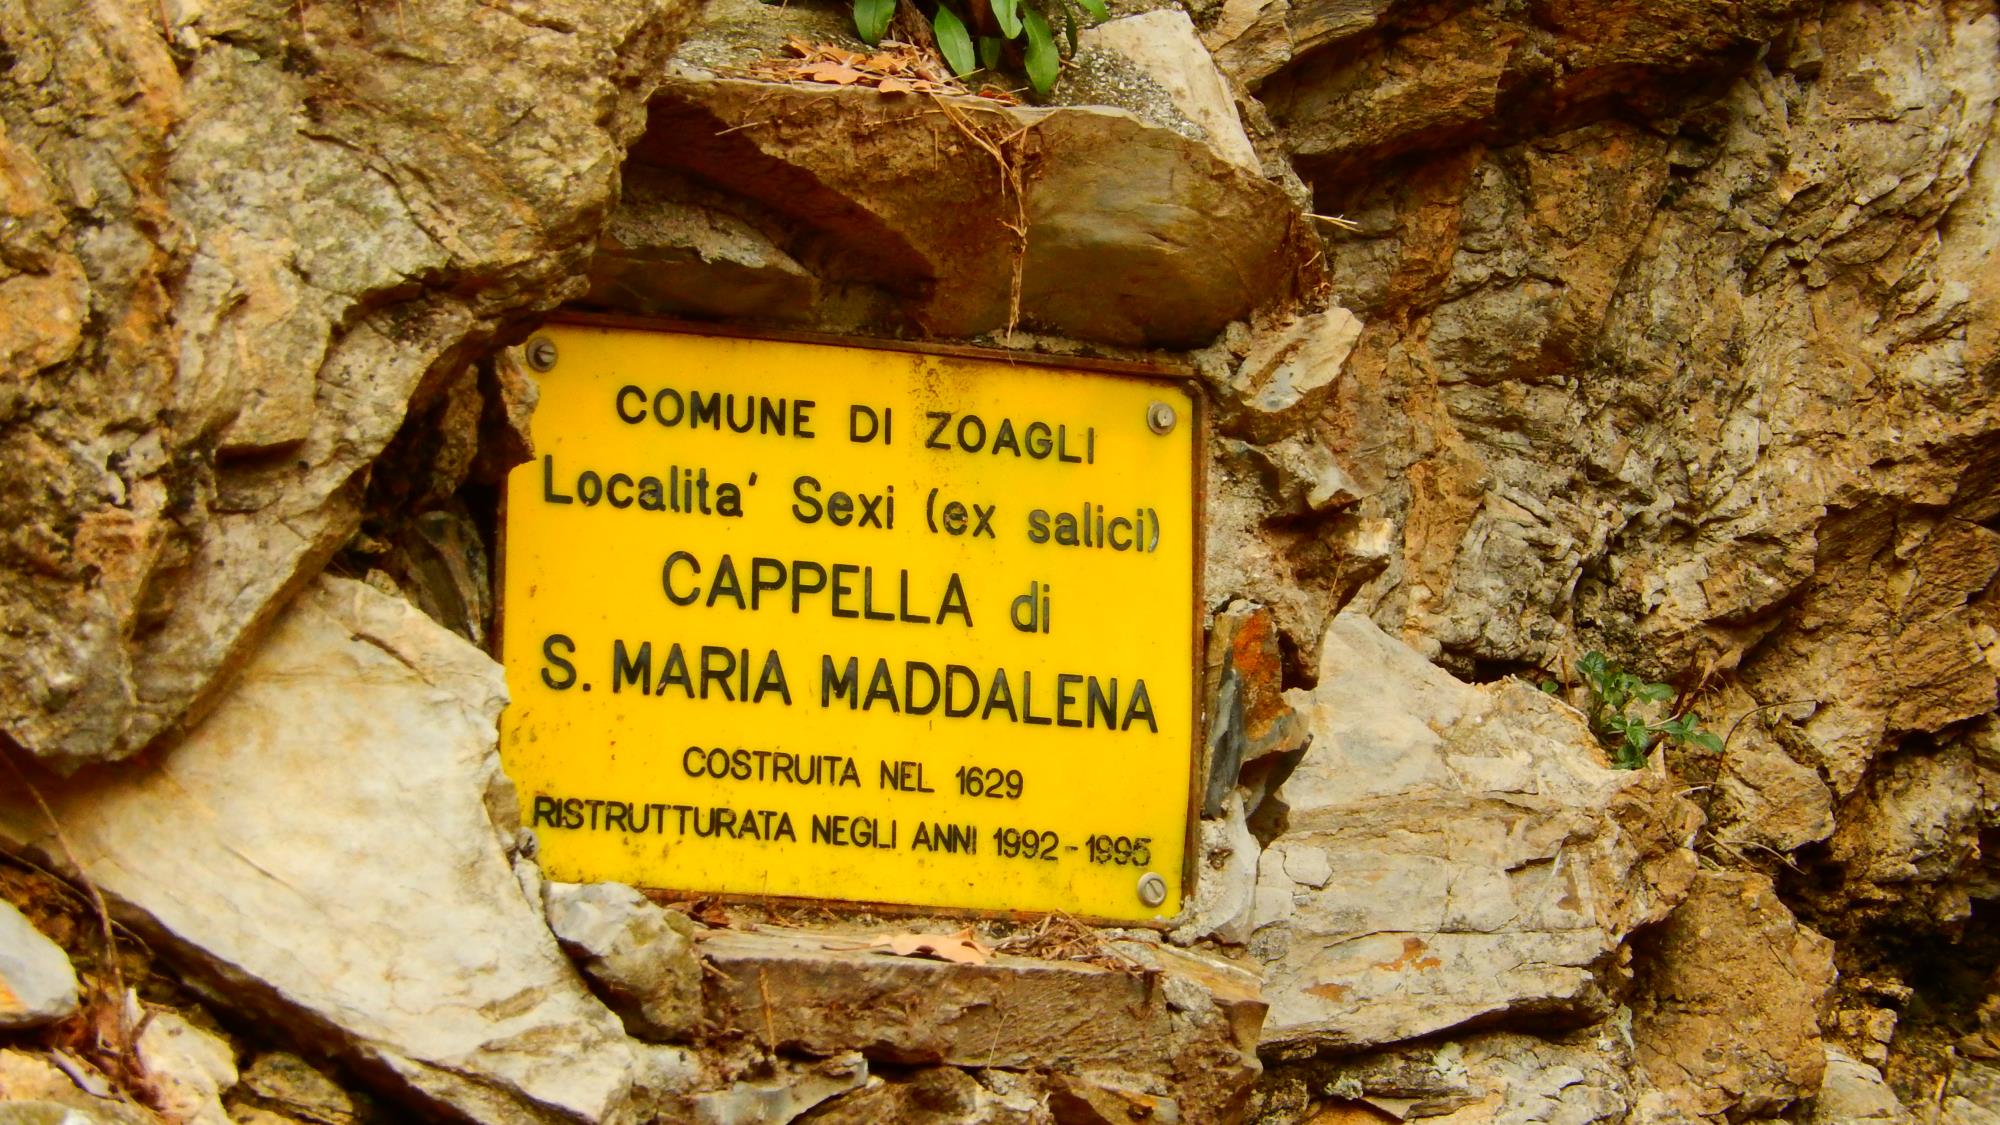 COMUNE DI ZOAGLI
Localita' Sexi (ex salici)
CAPPELLA di
S. MARIA MADDALENA
COSTRUITA NEL 1629
RISTRUTTURATA NEGLI ANNI 1992-1995